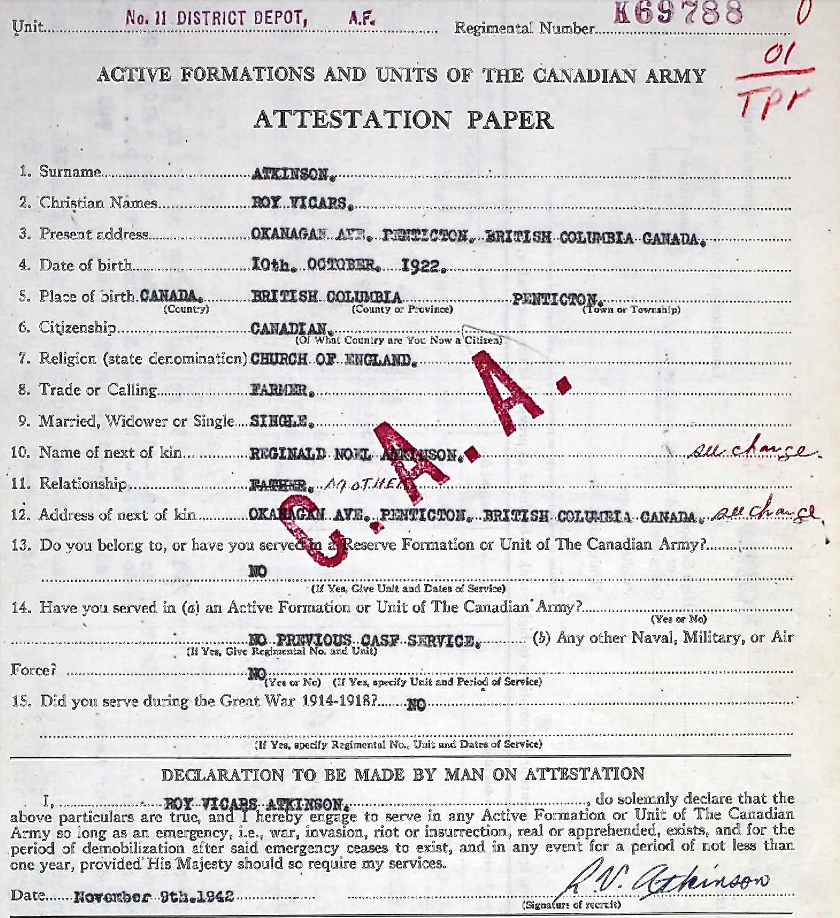 Unit No. 11 DISTRICT DEPOT, A.F. Regimental Number K69788 0
01
Tpr
ACTIVE FORMATIONS AND UNITS OF THE CANADIAN ARMY
ATTESTATION PAPER
1. Surname ATKINSON.
2. Christian Names ROY VICARS.
3. Present address OKANAGAN AVE. PENTICTON. BRITISH COLUMBIA CANADA.
4. Date of birth 10th. OCTOBER. 1922.
5. Place of birth CANADA. BRITISH COLUMBIA PENTICTON.
(Country) (County or Province) (Town or Township)
6. Citizenship CANADIAN.
(Of What Country are You Now a Citizen)
7. Religion (state denomination) CHURCH OF ENGLAND.
8. Trade or Calling FARMER.
9. Married, Widower or Single SINGLE.
10. Name of next of kin REGINALD NOEL ATKINSON. see change.
11. Relationship FATHER. MOTHER
12. Address of next of kin OKANAGAN AVE. PENTICTON. BRITISH COLUMBIA CANADA. see change
C.A.A.
13. Do you belong to, or have you served in a Reserve Formation or Unit of The Canadian Army?
NO
(If Yes, Give Unit and Dates of Service)
14. Have you served in (a) an Active Formation or Unit of The Canadian Army?
(Yes or No)
NO PREVIOUS CASF SERVICE. (b) Any other Naval, Military, or Air
(If Yes, Give Regimental No. and Unit)
Force? NO
(Yes or No) (If Yes, specify Unit and Period of Service)
15. Did you serve during the Great War 1914-1918? NO
(If Yes, specify Regimental No., Unit and Dates of Service)
DECLARATION TO BE MADE BY MAN ON ATTESTATION
I, ROY VICARS ATKINSON. , do solemnly declare that the
above particulars are true, and I hereby engage to serve in any Active Formation or Unit of The Canadian
Army so long as an emergency, i.e., war, invasion, riot or insurrection, real or apprehended, exists, and for the
period of demobilization after said emergency ceases to exist, and in any event for a period of not less than
one year, provided His Majesty should so require my services.
R.V. Atkinson
Date November 9th.1942
(Signature of recruit)